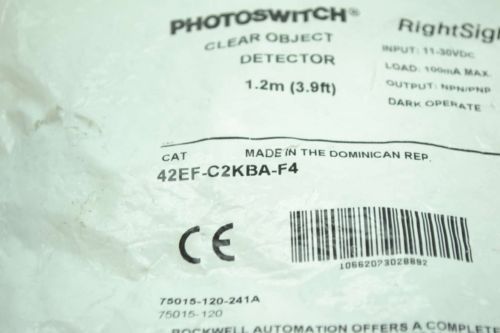 PHOTOSWITCH®
CLEAR OBJECT
DETECTOR
1.2m (3.9ft)
RightSigh
INPUT: 11-30VDC
LOAD: 100mA MAX.
OUTPUT: NPN/PNP
DARK OPERATE
CAT MADE IN THE DOMINICAN REP.
42EF-C2KBA-F4
CE
10662073028892
75015-120-241A
75015-120
ROCKWELL AUTOMATION OFFERS A COMPLETE